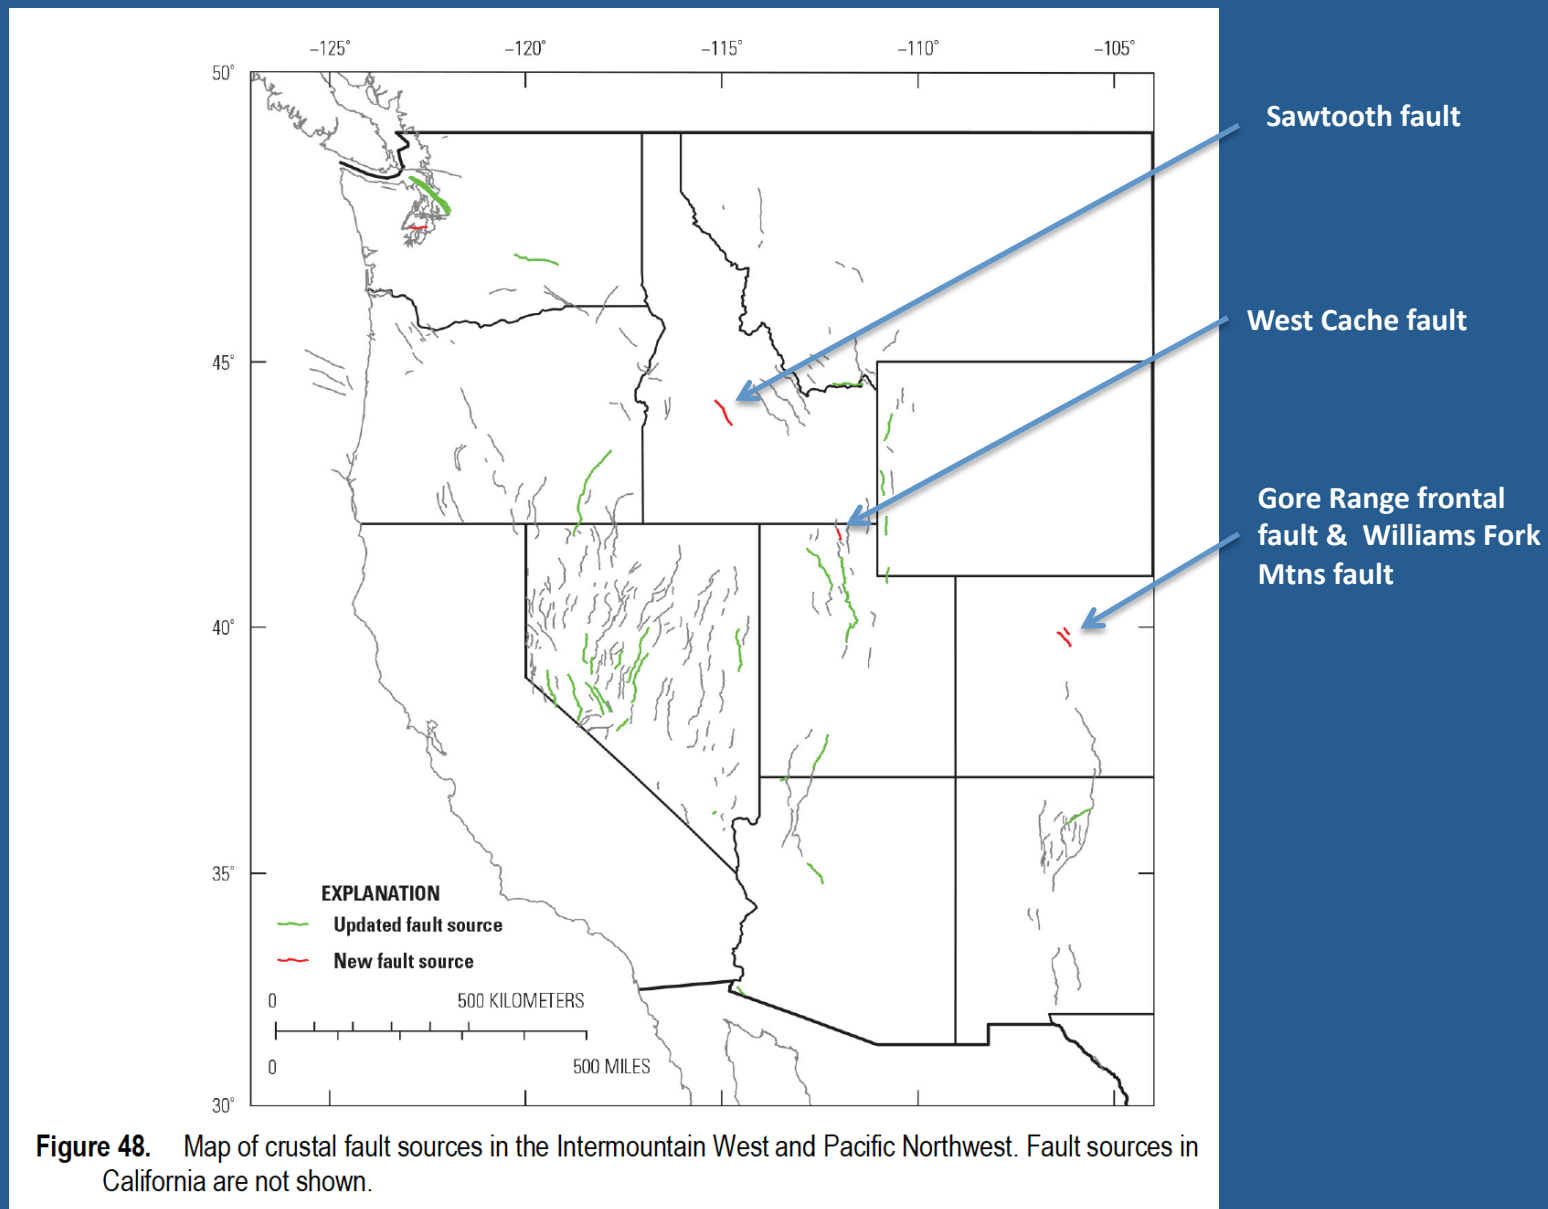 −125°
−120°
−115°
−110°
−105°
50°
45°
40°
35°
30°
Sawtooth fault
West Cache fault
Gore Range frontal
fault & Williams Fork
Mtns fault
EXPLANATION
Updated fault source
New fault source
0 500 KILOMETERS
0 500 MILES
Figure 48. Map of crustal fault sources in the Intermountain West and Pacific Northwest. Fault sources in
California are not shown.